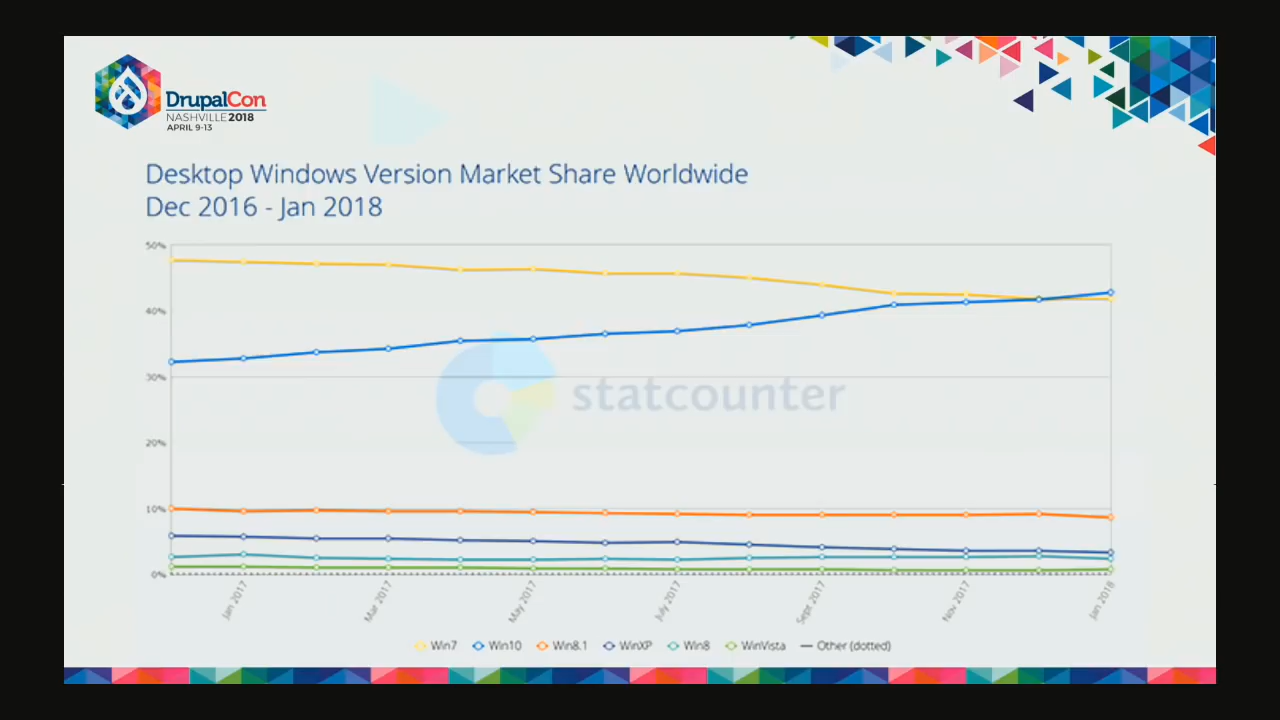 DrupalCon
NASHVILLE 2018
APRIL 9-13
Desktop Windows Version Market Share Worldwide
Dec 2016 - Jan 2018
50%
40%
30%
20%
10%
0%
statcounter
Jan 2017
Mar 2017
May 2017
July 2017
Sept 2017
Nov 2017
Jan 2018
Win7 Win10 Win8.1 WinXP Win8 WinVista Other (dotted)